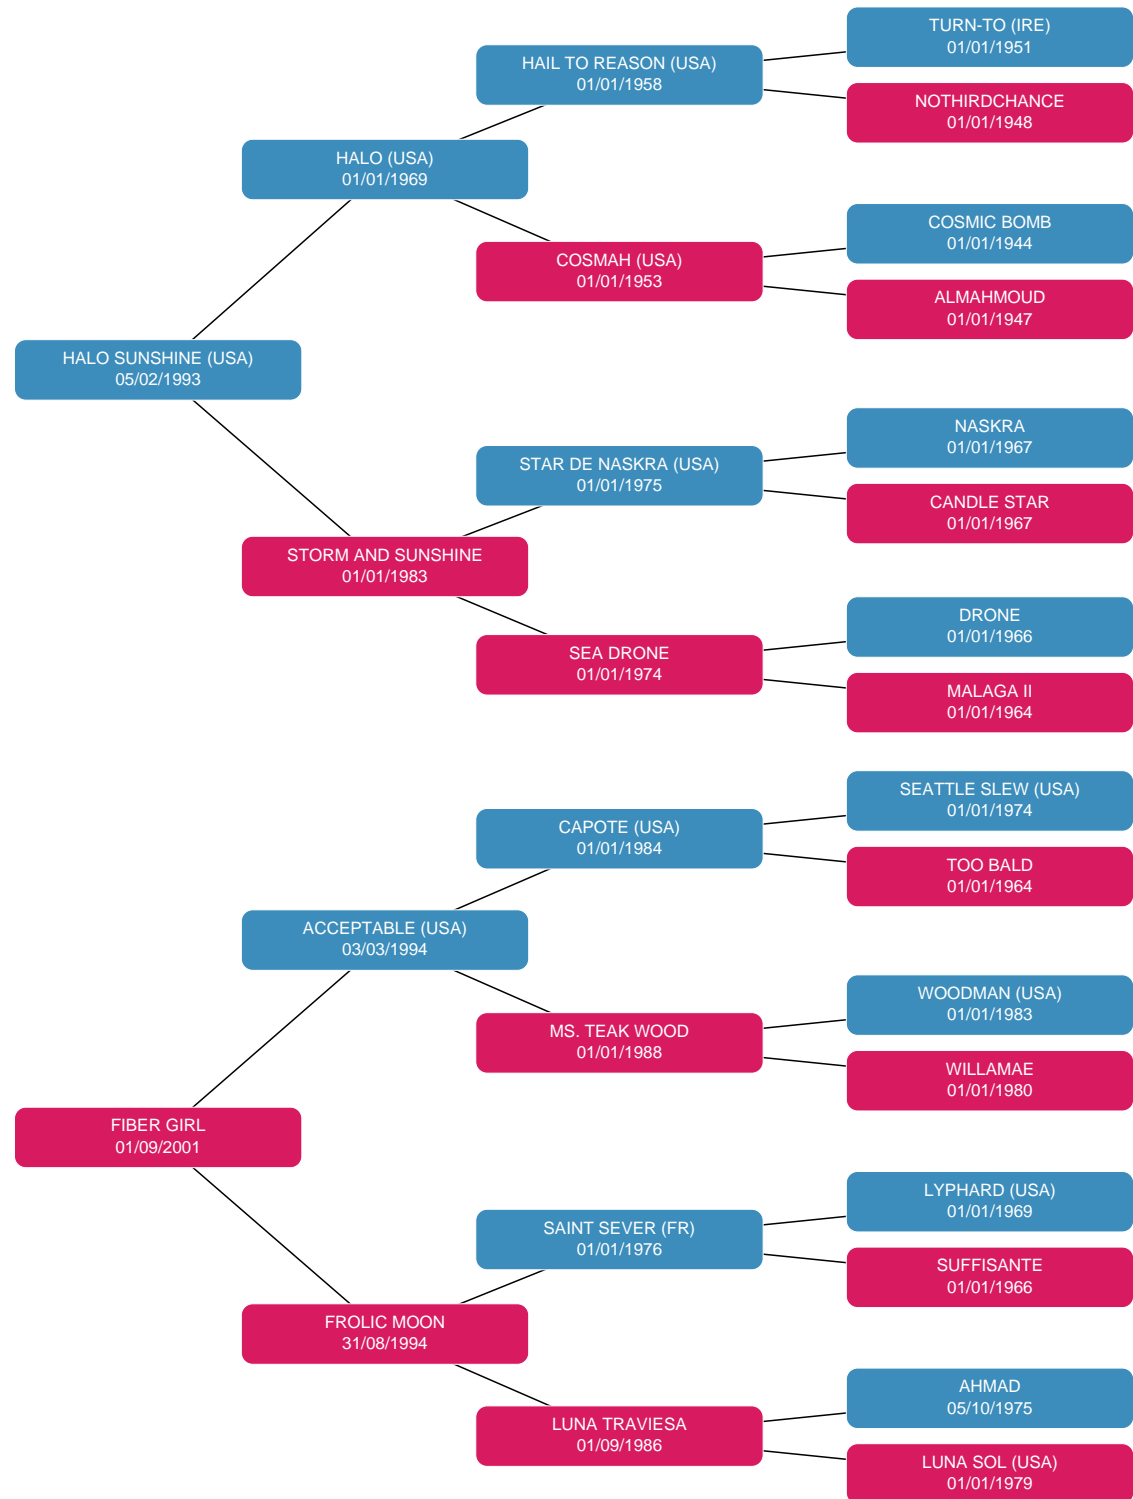 TURN-TO (IRE)
01/01/1951
HAIL TO REASON (USA)
01/01/1958
NOTHIRDCHANCE
01/01/1948
HALO (USA)
01/01/1969
COSMIC BOMB
01/01/1944
COSMAH (USA)
01/01/1953
ALMAHMOUD
01/01/1947
HALO SUNSHINE (USA)
05/02/1993
NASKRA
01/01/1967
STAR DE NASKRA (USA)
01/01/1975
CANDLE STAR
01/01/1967
STORM AND SUNSHINE
01/01/1983
DRONE
01/01/1966
SEA DRONE
01/01/1974
MALAGA II
01/01/1964
SEATTLE SLEW (USA)
01/01/1974
CAPOTE (USA)
01/01/1984
TOO BALD
01/01/1964
ACCEPTABLE (USA)
03/03/1994
WOODMAN (USA)
01/01/1983
MS. TEAK WOOD
01/01/1988
WILLAMAE
01/01/1980
FIBER GIRL
01/09/2001
LYPHARD (USA)
01/01/1969
SAINT SEVER (FR)
01/01/1976
SUFFISANTE
01/01/1966
FROLIC MOON
31/08/1994
AHMAD
05/10/1975
LUNA TRAVIESA
01/09/1986
LUNA SOL (USA)
01/01/1979